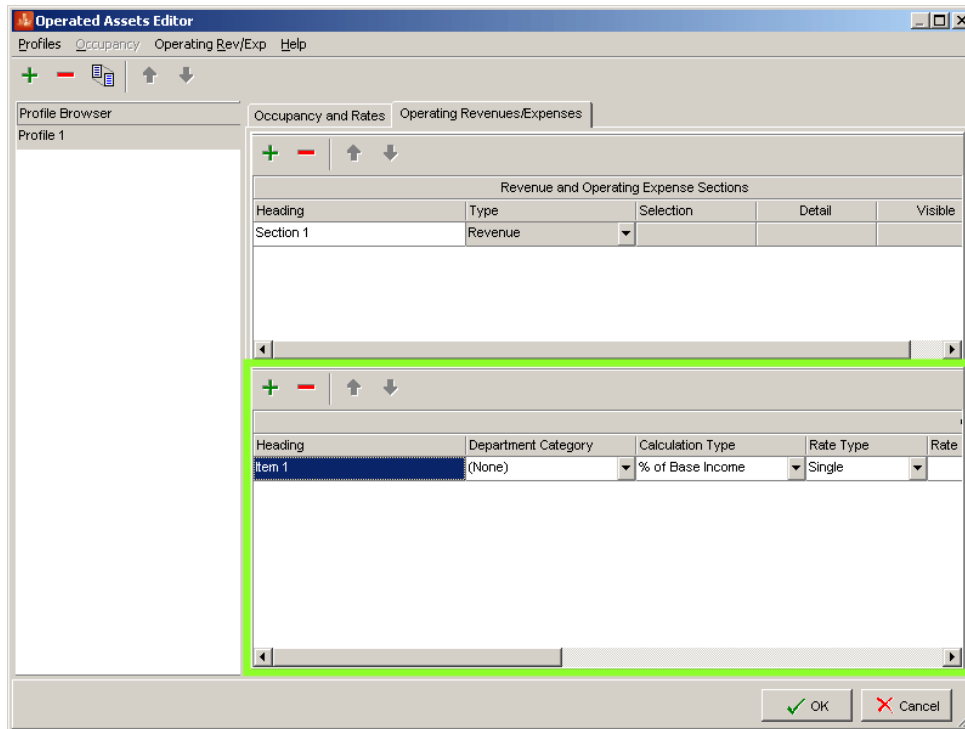 Operated Assets Editor
Profiles Occupancy Operating Rev/Exp Help
Profile Browser
Profile 1
Occupancy and Rates Operating Revenues/Expenses
Revenue and Operating Expense Sections
Heading Type Selection Detail Visible
Section 1 Revenue
Heading Department Category Calculation Type Rate Type Rate
Item 1 (None) % of Base Income Single
OK Cancel